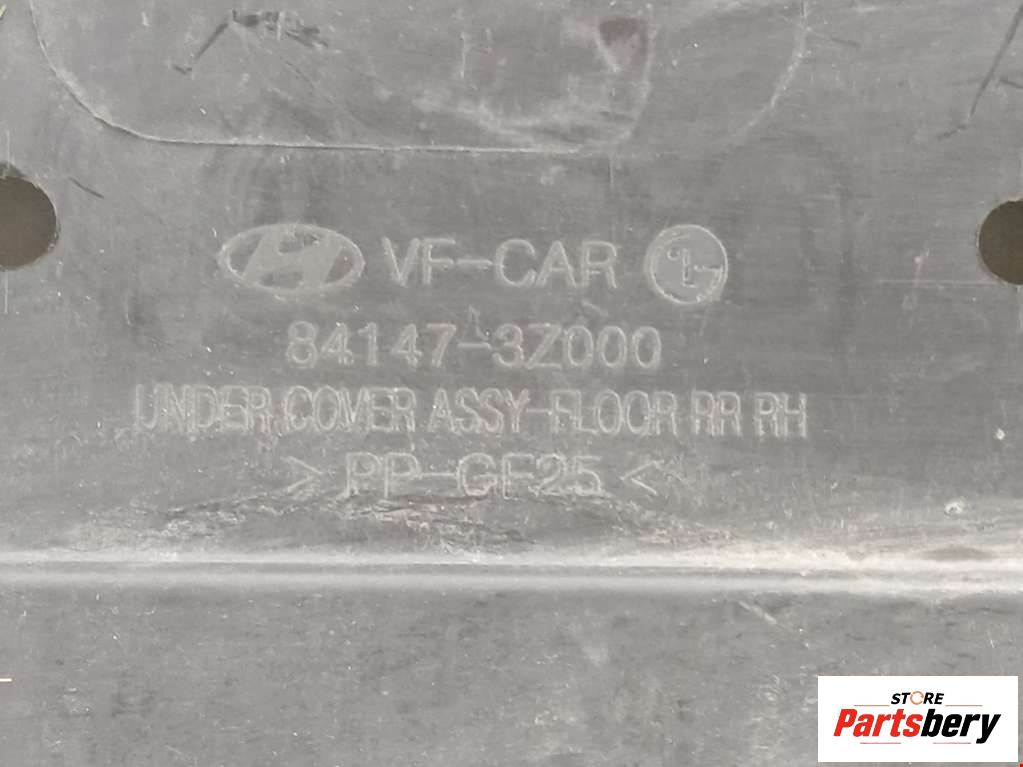 VF-CAR
84147-3Z000
UNDER COVER ASSY-FLOOR RR RH
> PP-GF25 <
STORE
Partsbery